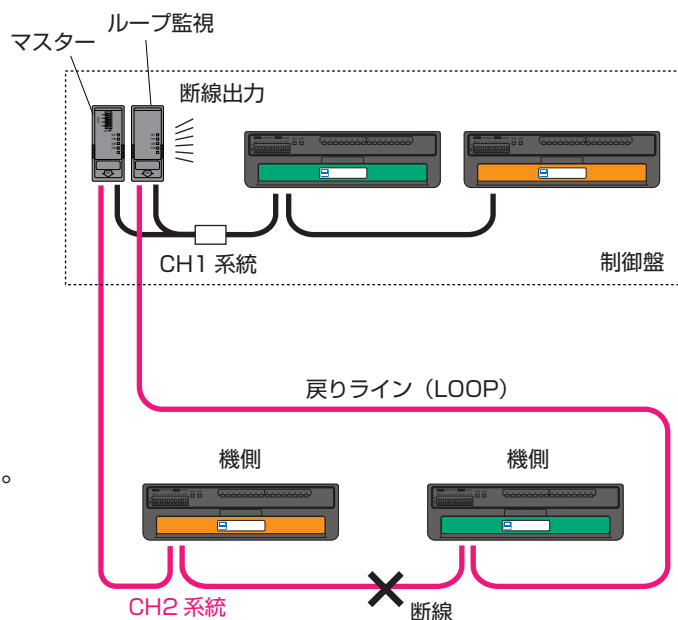 ループ監視
マスター
断線出力
CH1 系統
制御盤
戻りライン（LOOP）
。
機側
機側
CH2 系統
断線